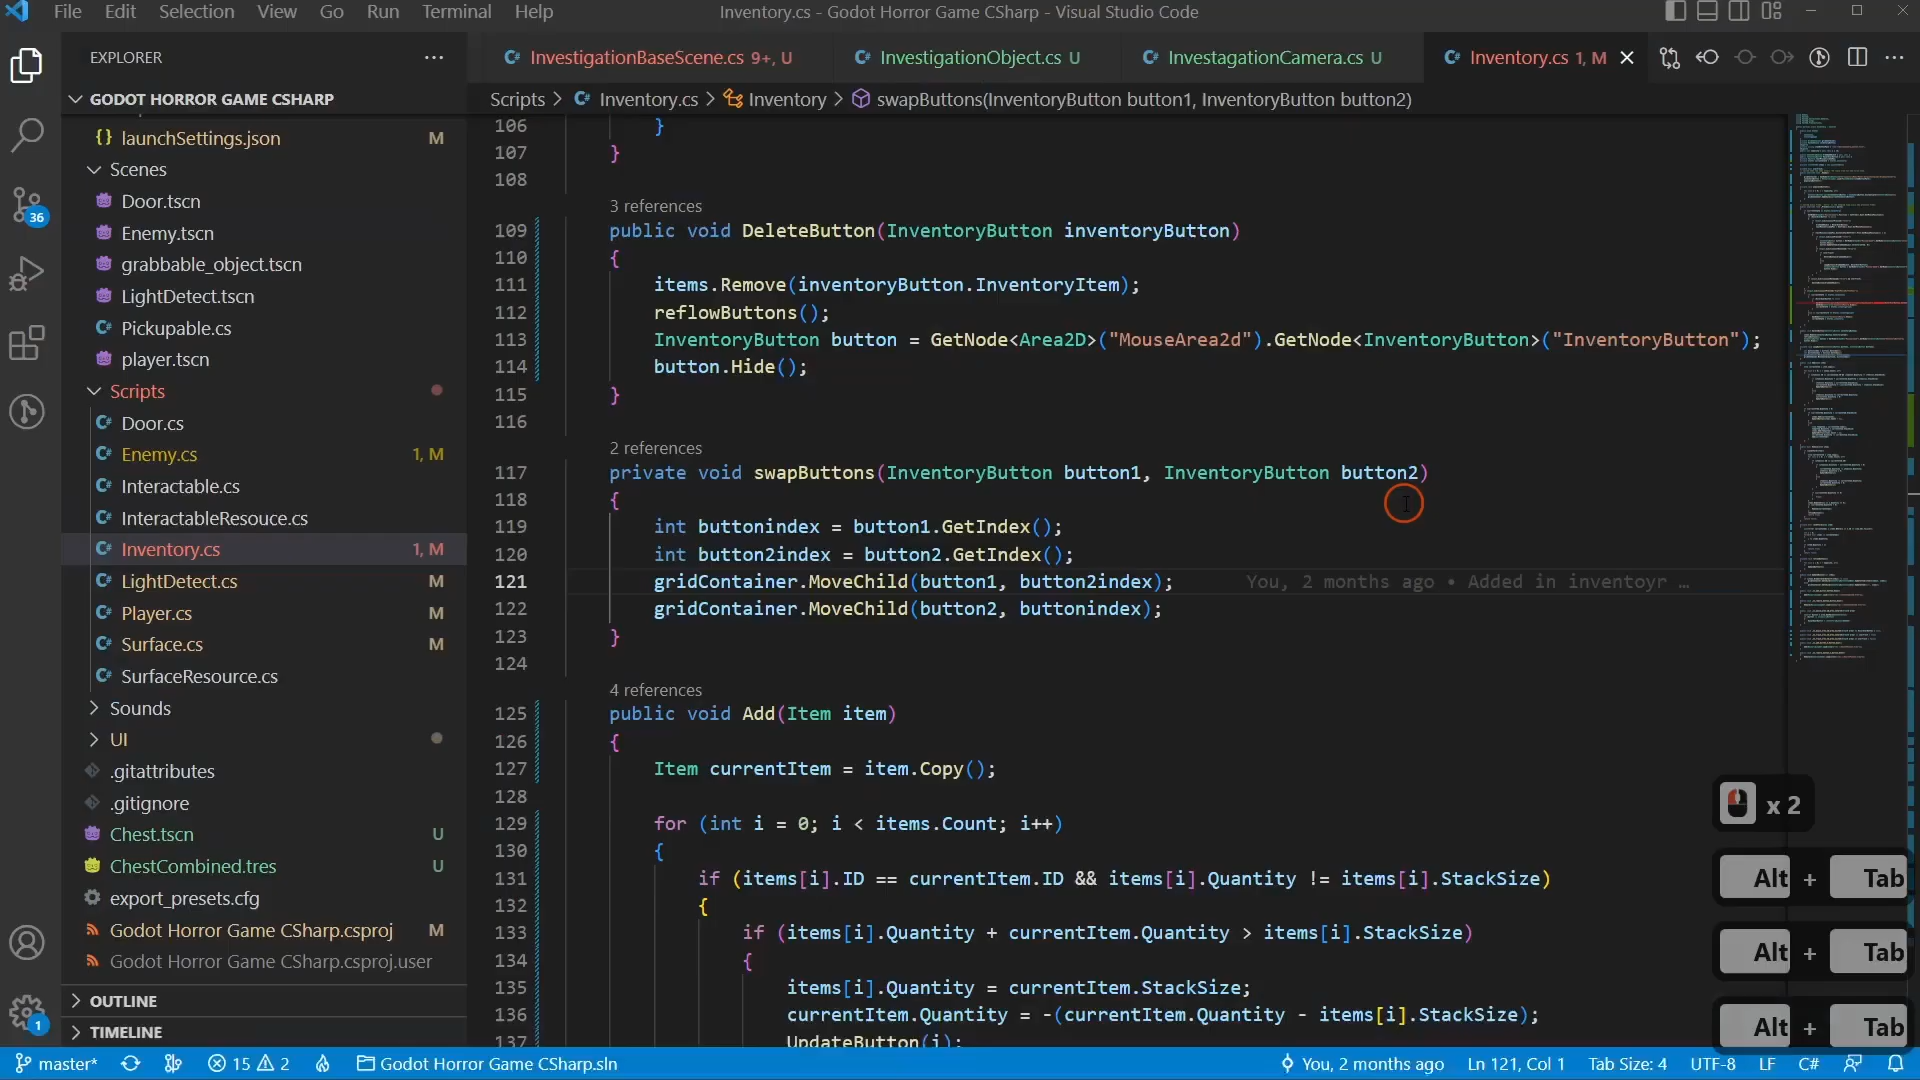 File Edit Selection View Go Run Terminal Help
Inventory.cs - Godot Horror Game CSharp - Visual Studio Code
EXPLORER
InvestigationBaseScene.cs 9+, U
InvestigationObject.cs U
InvestagationCamera.cs U
Inventory.cs 1, M
GODOT HORROR GAME CSHARP
Scripts > Inventory.cs > Inventory > swapButtons(InventoryButton button1, InventoryButton button2)
launchSettings.json M
Scenes
Door.tscn
Enemy.tscn
grabbable_object.tscn
LightDetect.tscn
Pickupable.cs
player.tscn
Scripts
Door.cs
Enemy.cs 1, M
Interactable.cs
InteractableResouce.cs
Inventory.cs 1, M
LightDetect.cs M
Player.cs M
Surface.cs M
SurfaceResource.cs
Sounds
UI
.gitattributes
.gitignore
Chest.tscn U
ChestCombined.tres U
export_presets.cfg
Godot Horror Game CSharp.csproj M
Godot Horror Game CSharp.csproj.user
OUTLINE
TIMELINE
36
1
106 }
107 }
108
3 references
109 public void DeleteButton(InventoryButton inventoryButton)
110 {
111 items.Remove(inventoryButton.InventoryItem);
112 reflowButtons();
113 InventoryButton button = GetNode<Area2D>("MouseArea2d").GetNode<InventoryButton>("InventoryButton");
114 button.Hide();
115 }
116
2 references
117 private void swapButtons(InventoryButton button1, InventoryButton button2)
118 {
119 int buttonindex = button1.GetIndex();
120 int button2index = button2.GetIndex();
121 gridContainer.MoveChild(button1, button2index); You, 2 months ago • Added in inventoyr …
122 gridContainer.MoveChild(button2, buttonindex);
123 }
124
4 references
125 public void Add(Item item)
126 {
127 Item currentItem = item.Copy();
128
129 for (int i = 0; i < items.Count; i++)
130 {
131 if (items[i].ID == currentItem.ID && items[i].Quantity != items[i].StackSize)
132 {
133 if (items[i].Quantity + currentItem.Quantity > items[i].StackSize)
134 {
135 items[i].Quantity = currentItem.StackSize;
136 currentItem.Quantity = -(currentItem.Quantity - items[i].StackSize);
137 UpdateButton(i);
x 2
Alt + Tab
Alt + Tab
Alt + Tab
master* 15 2 Godot Horror Game CSharp.sln You, 2 months ago Ln 121, Col 1 Tab Size: 4 UTF-8 LF C#